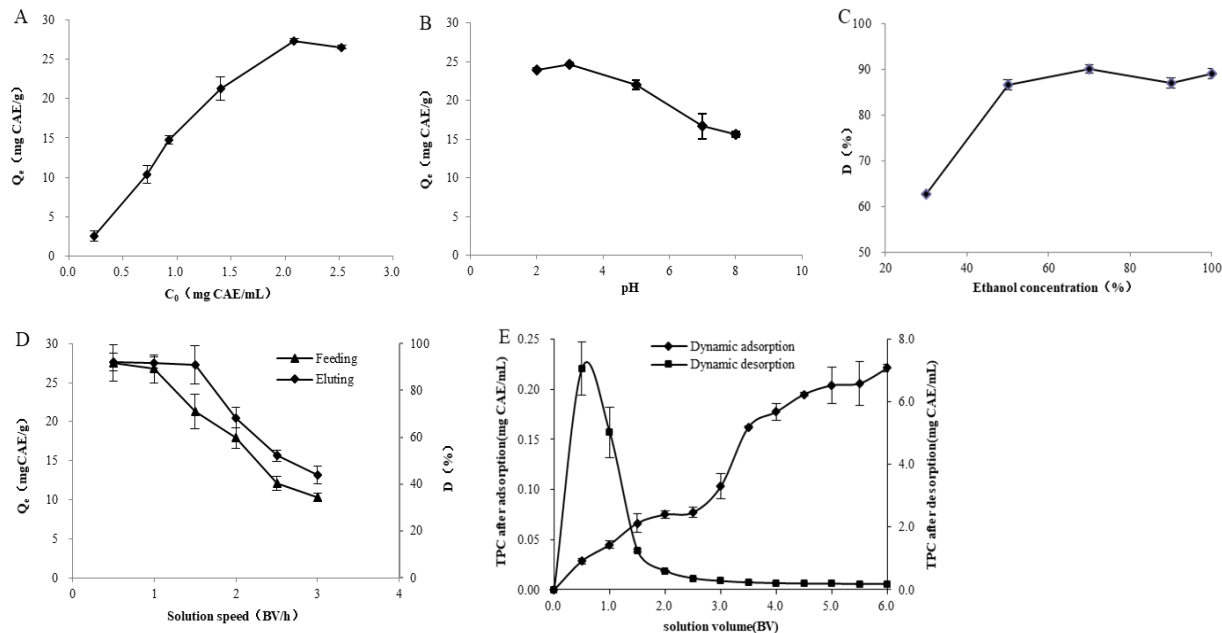 A
30
25
20
15
10
5
0
Qe（mg CAE/g）
0.0 0.5 1.0 1.5 2.0 2.5 3.0
C0（mg CAE/mL）
B
30
25
20
15
10
5
0
Qe（mg CAE/g）
0 2 4 6 8 10
pH
C
100
90
80
70
60
50
D（%）
20 40 60 80 100
Ethanol concentration（%）
D
30
25
20
15
10
5
0
Qe（mgCAE/g）
Feeding
Eluting
100
80
60
40
20
0
D（%）
0 1 2 3 4
Solution speed（BV/h）
E
0.25
0.20
0.15
0.10
0.05
0.00
TPC after adsorption(mg CAE/mL)
Dynamic adsorption
Dynamic desorption
8.0
6.0
4.0
2.0
0.0
TPC after desorption(mg CAE/mL)
0.0 1.0 2.0 3.0 4.0 5.0 6.0
solution volume(BV)